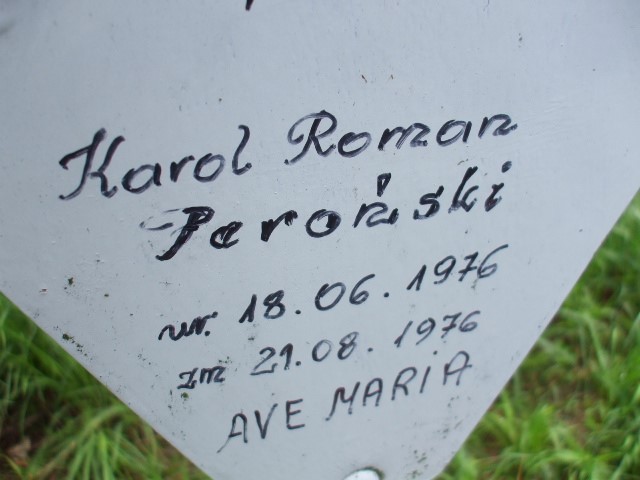 Karol Roman
Peroński
ur. 18.06.1976
zm 21.08.1976
AVE MARIA